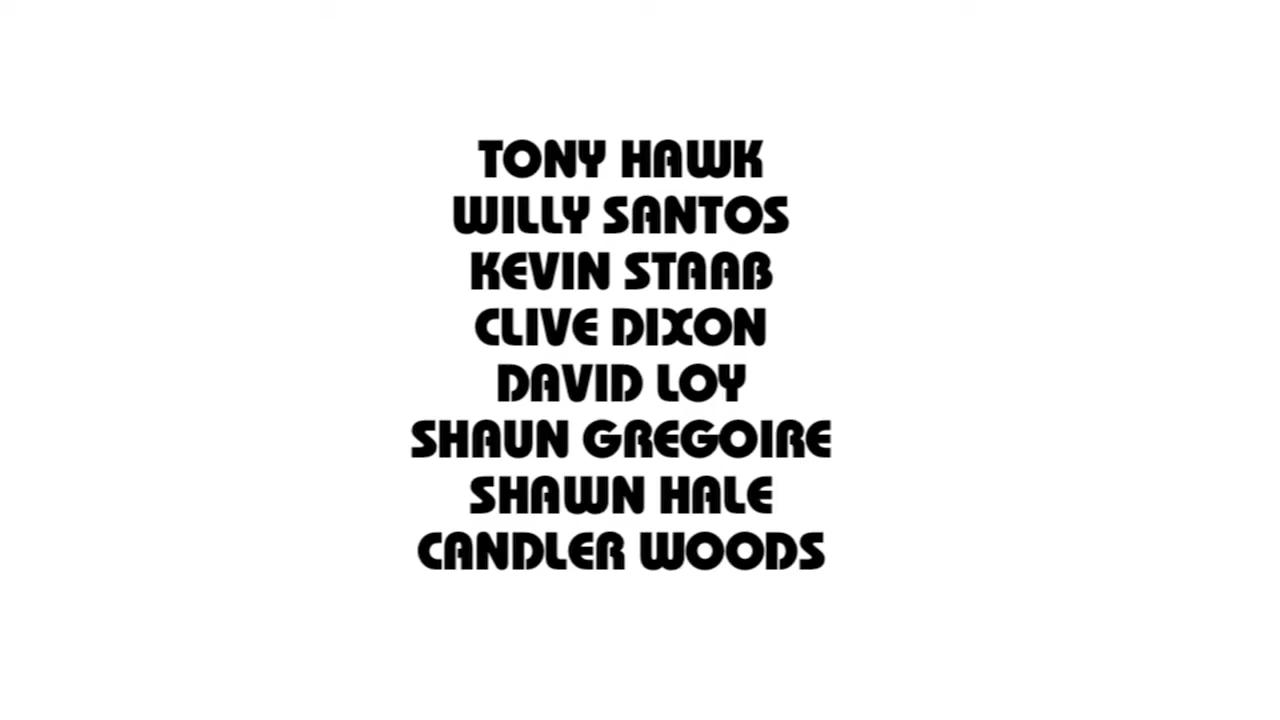 TONY HAWK
WILLY SANTOS
KEVIN STAAB
CLIVE DIXON
DAVID LOY
SHAUN GREGOIRE
SHAWN HALE
CANDLER WOODS